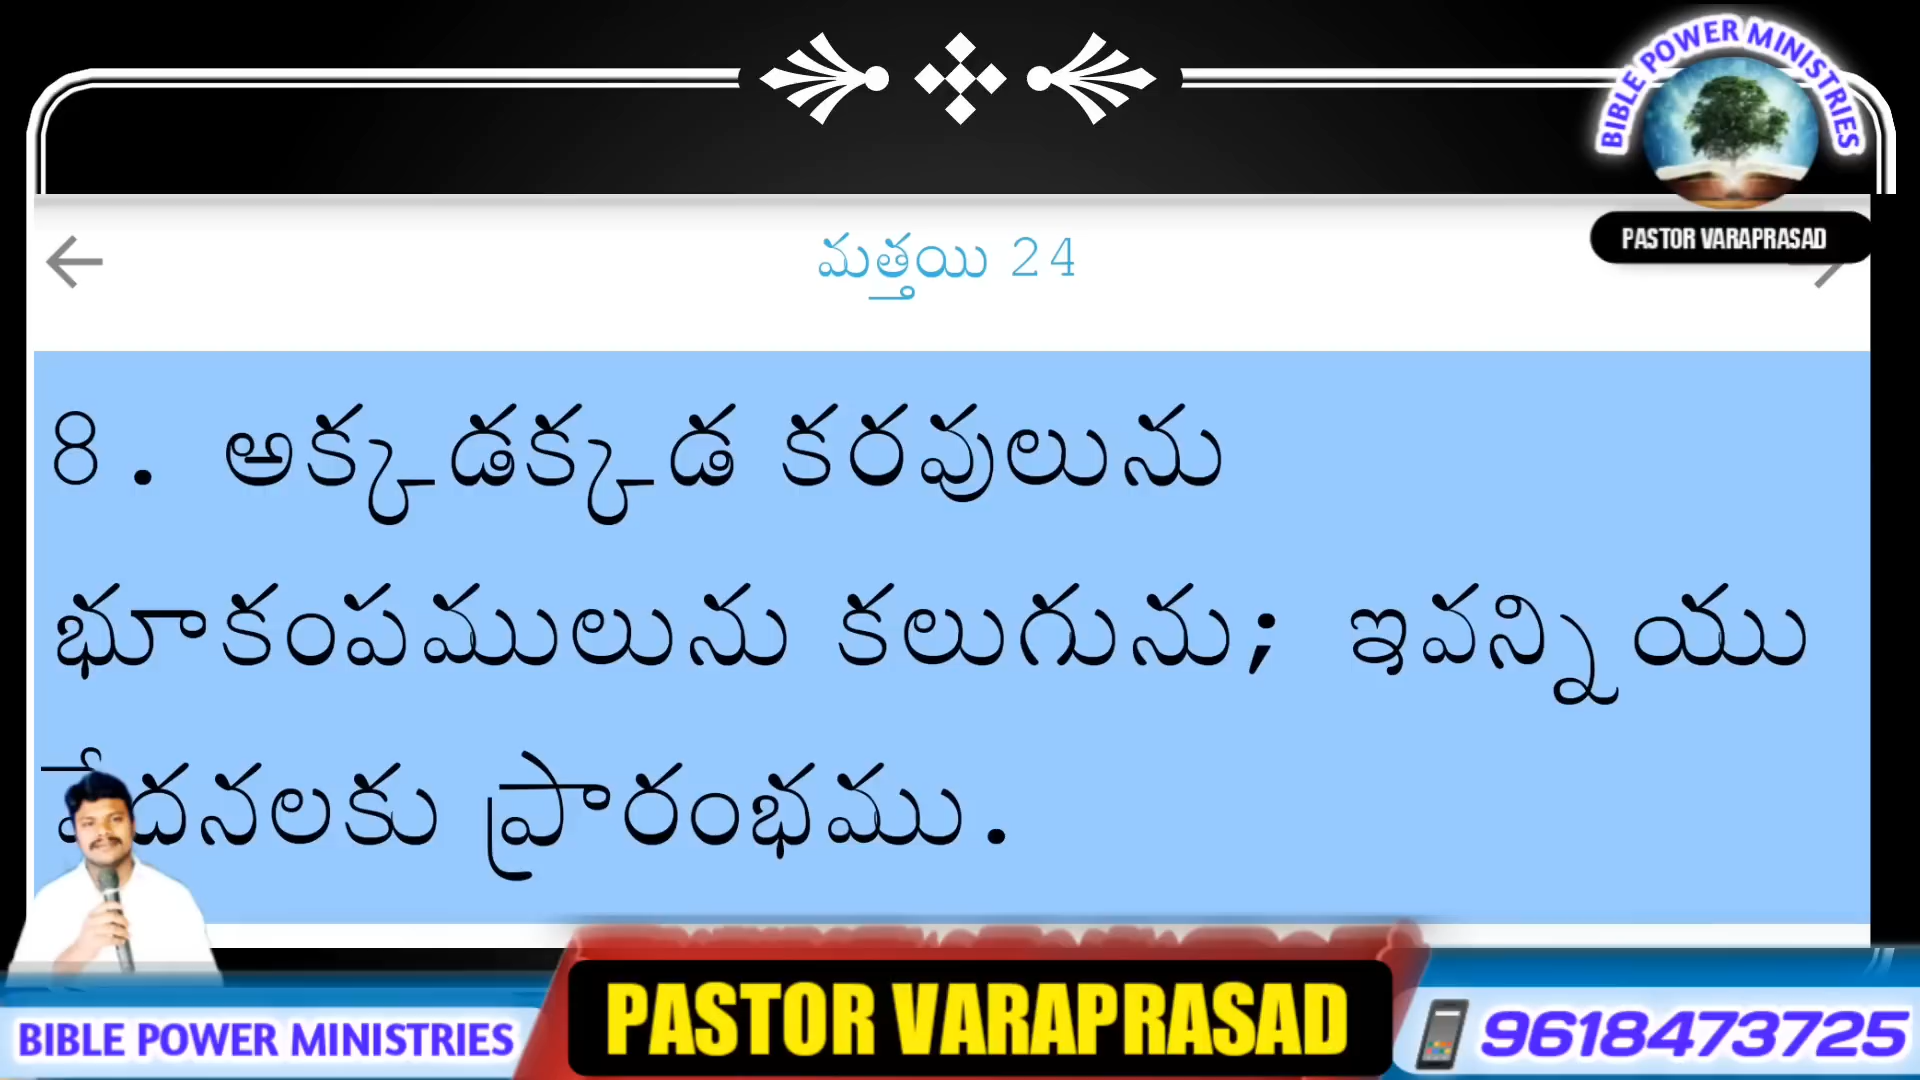 BIBLE POWER MINISTRIES
PASTOR VARAPRASAD
మత్తయి 24
8. అక్కడక్కడ కరవులును
భూకంపములును కలుగును; ఇవన్నియు
వేదనలకు ప్రారంభము.
BIBLE POWER MINISTRIES
PASTOR VARAPRASAD
9618473725